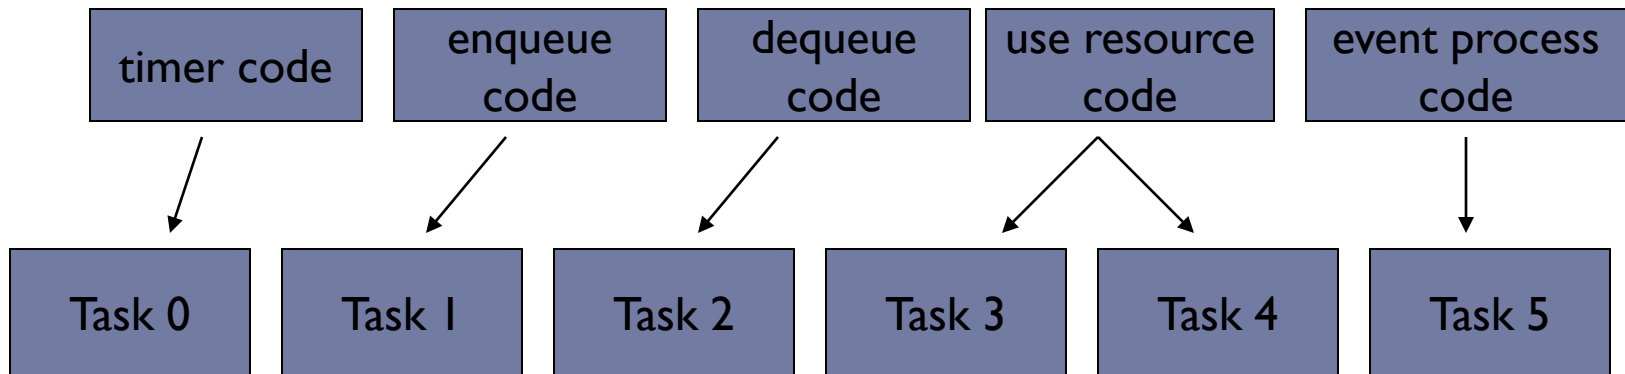 timer code
enqueue
code
dequeue
code
use resource
code
event process
code
Task 0
Task 1
Task 2
Task 3
Task 4
Task 5